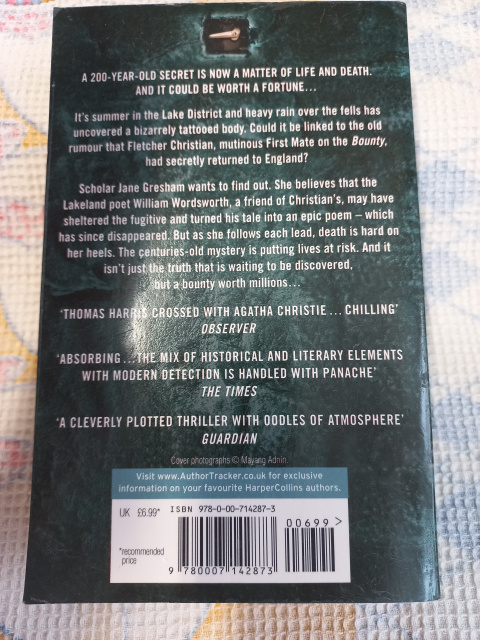 A 200-YEAR-OLD SECRET IS NOW A MATTER OF LIFE AND DEATH.
AND IT COULD BE WORTH A FORTUNE...
It's summer in the Lake District and heavy rain over the fells has
uncovered a bizarrely tattooed body. Could it be linked to the old
rumour that Fletcher Christian, mutinous First Mate on the Bounty,
had secretly returned to England?
Scholar Jane Gresham wants to find out. She believes that the
Lakeland poet William Wordsworth, a friend of Christian's, may have
sheltered the fugitive and turned his tale into an epic poem – which
has since disappeared. But as she follows each lead, death is hard on
her heels. The centuries-old mystery is putting lives at risk. And it
isn't just the truth that is waiting to be discovered,
but a bounty worth millions...
'THOMAS HARRIS CROSSED WITH AGATHA CHRISTIE ... CHILLING'
OBSERVER
'ABSORBING...THE MIX OF HISTORICAL AND LITERARY ELEMENTS
WITH MODERN DETECTION IS HANDLED WITH PANACHE'
THE TIMES
'A CLEVERLY PLOTTED THRILLER WITH OODLES OF ATMOSPHERE'
GUARDIAN
Cover photographs © Mayang Adnin.
Visit www.AuthorTracker.co.uk for exclusive
information on your favourite HarperCollins authors.
ISBN 978-0-00-714287-3
UK £6.99*
00699 >
*recommended
price
9 780007 142873